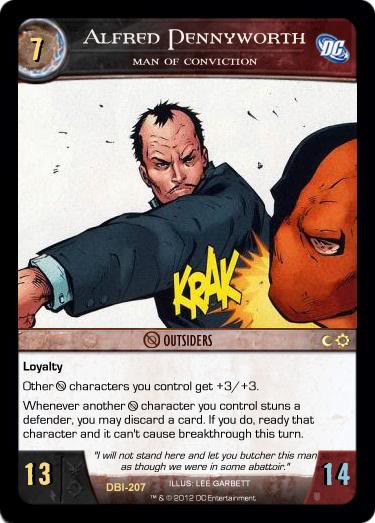 7
ALFRED PENNYWORTH
MAN OF CONVICTION
DC
KRAK
OUTSIDERS
Loyalty
Other characters you control get +3/+3.
Whenever another character you control stuns a
defender, you may discard a card. If you do, ready that
character and it can't cause breakthrough this turn.
"I will not stand here and let you butcher this man
as though we were in some abattoir."
13
DBI-207
ILLUS: LEE GARBETT
14
™ & © 2012 DC Entertainment